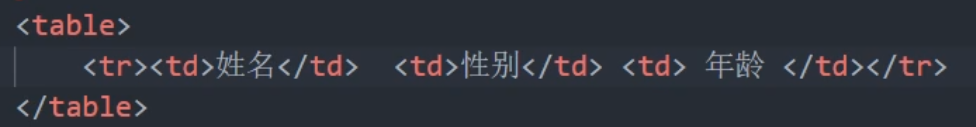 <table>
<tr><td>姓名</td> <td>性别</td> <td> 年龄 </td></tr>
</table>